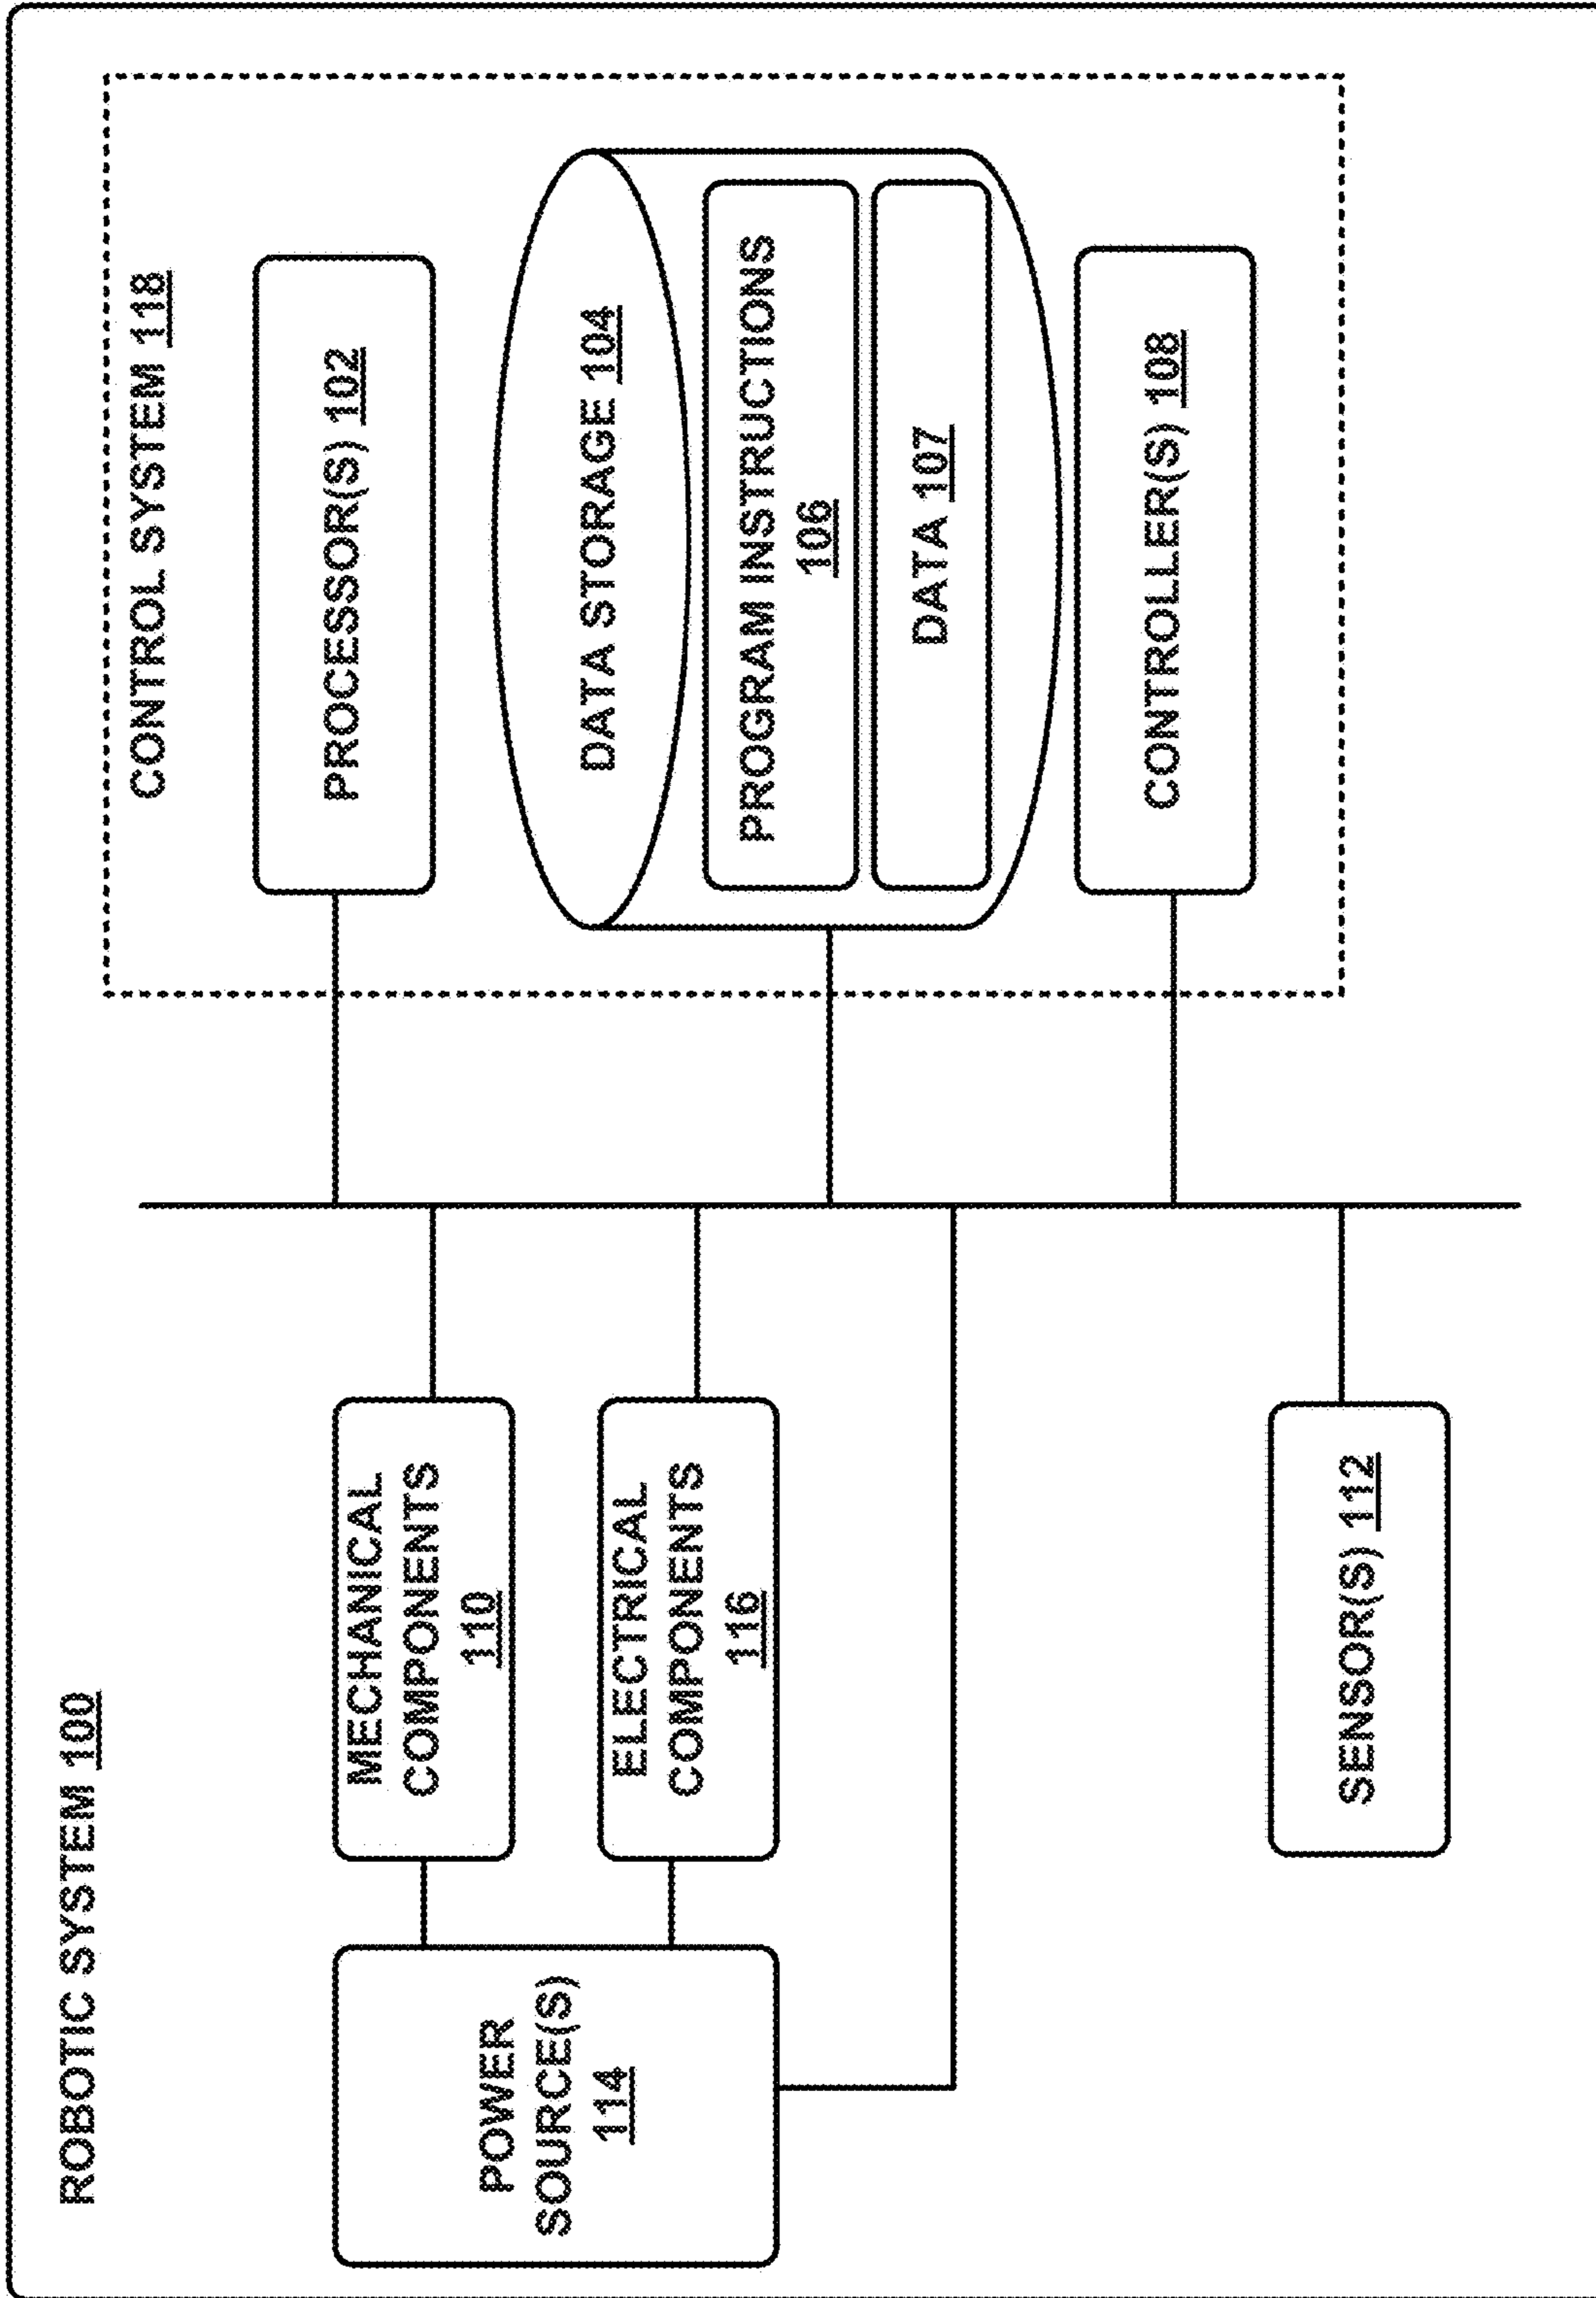 ROBOTIC SYSTEM 100
POWER
SOURCE(S)
114
MECHANICAL
COMPONENTS
110
ELECTRICAL
COMPONENTS
116
SENSOR(S) 112
CONTROL SYSTEM 118
PROCESSOR(S) 102
DATA STORAGE 104
PROGRAM INSTRUCTIONS
106
DATA 107
CONTROLLER(S) 108